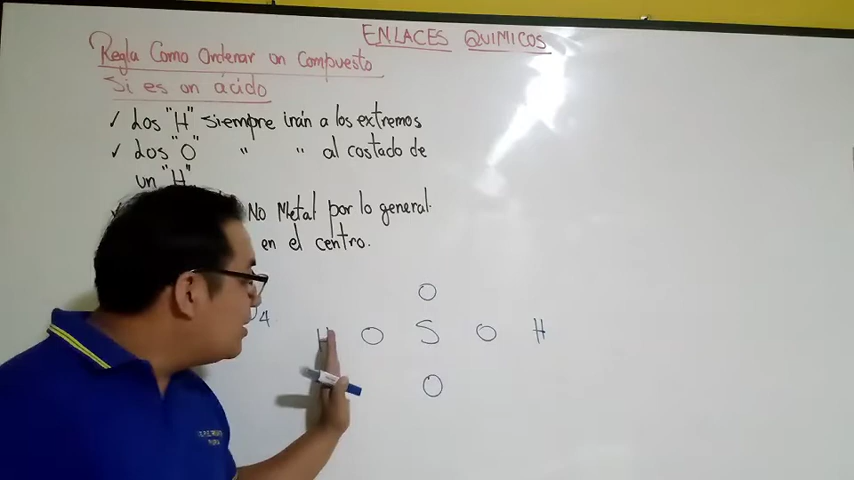 ENLACES QUIMICOS
Regla Como Ordenar un Compuesto
Si es un ácido
✓ Los "H" siempre irán a los extremos
✓ Los "O" " " al costado de
un "H"
No Metal por lo general
en el centro.
O
4 H O S O H
O